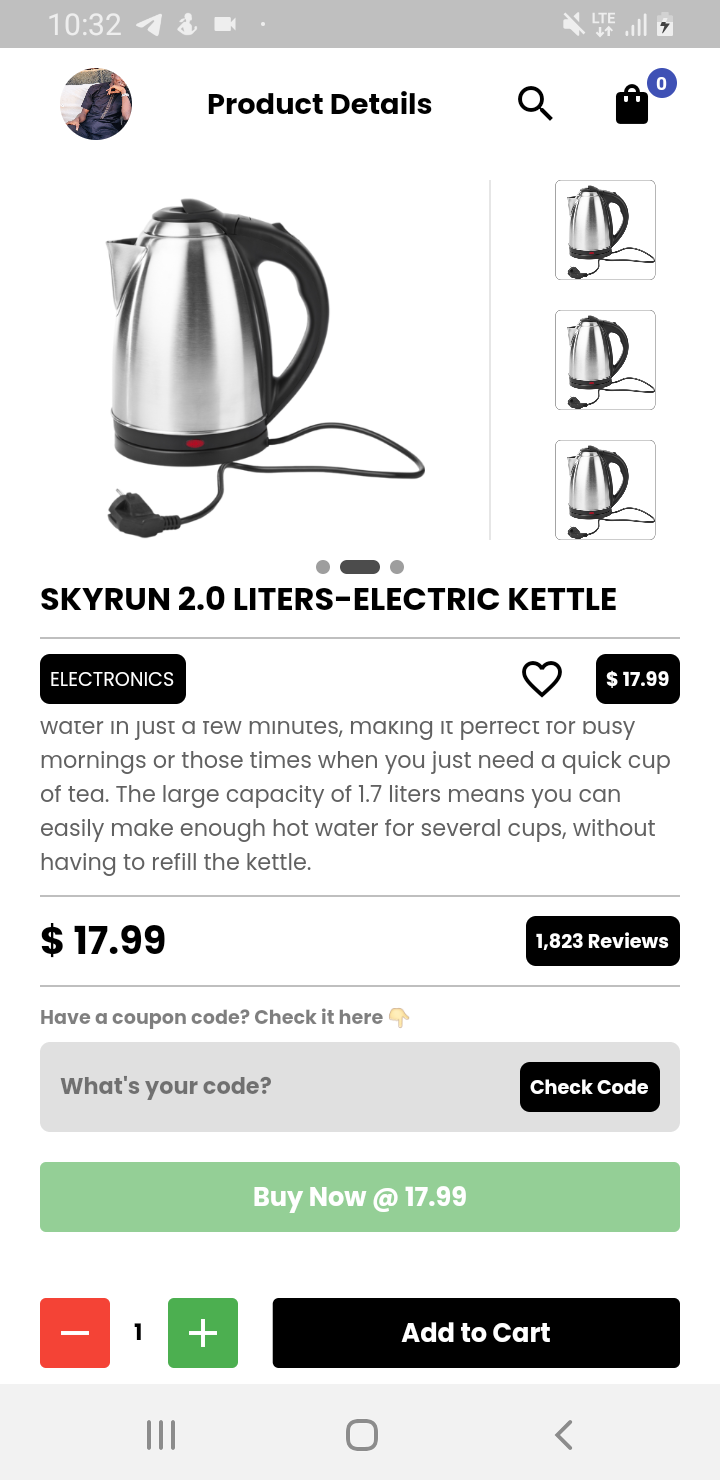 10:32
LTE
Product Details
0
SKYRUN 2.0 LITERS-ELECTRIC KETTLE
ELECTRONICS
$ 17.99
water in just a few minutes, making it perfect for busy
mornings or those times when you just need a quick cup
of tea. The large capacity of 1.7 liters means you can
easily make enough hot water for several cups, without
having to refill the kettle.
$ 17.99
1,823 Reviews
Have a coupon code? Check it here 👇🏻
What's your code?
Check Code
Buy Now @ 17.99
1
Add to Cart